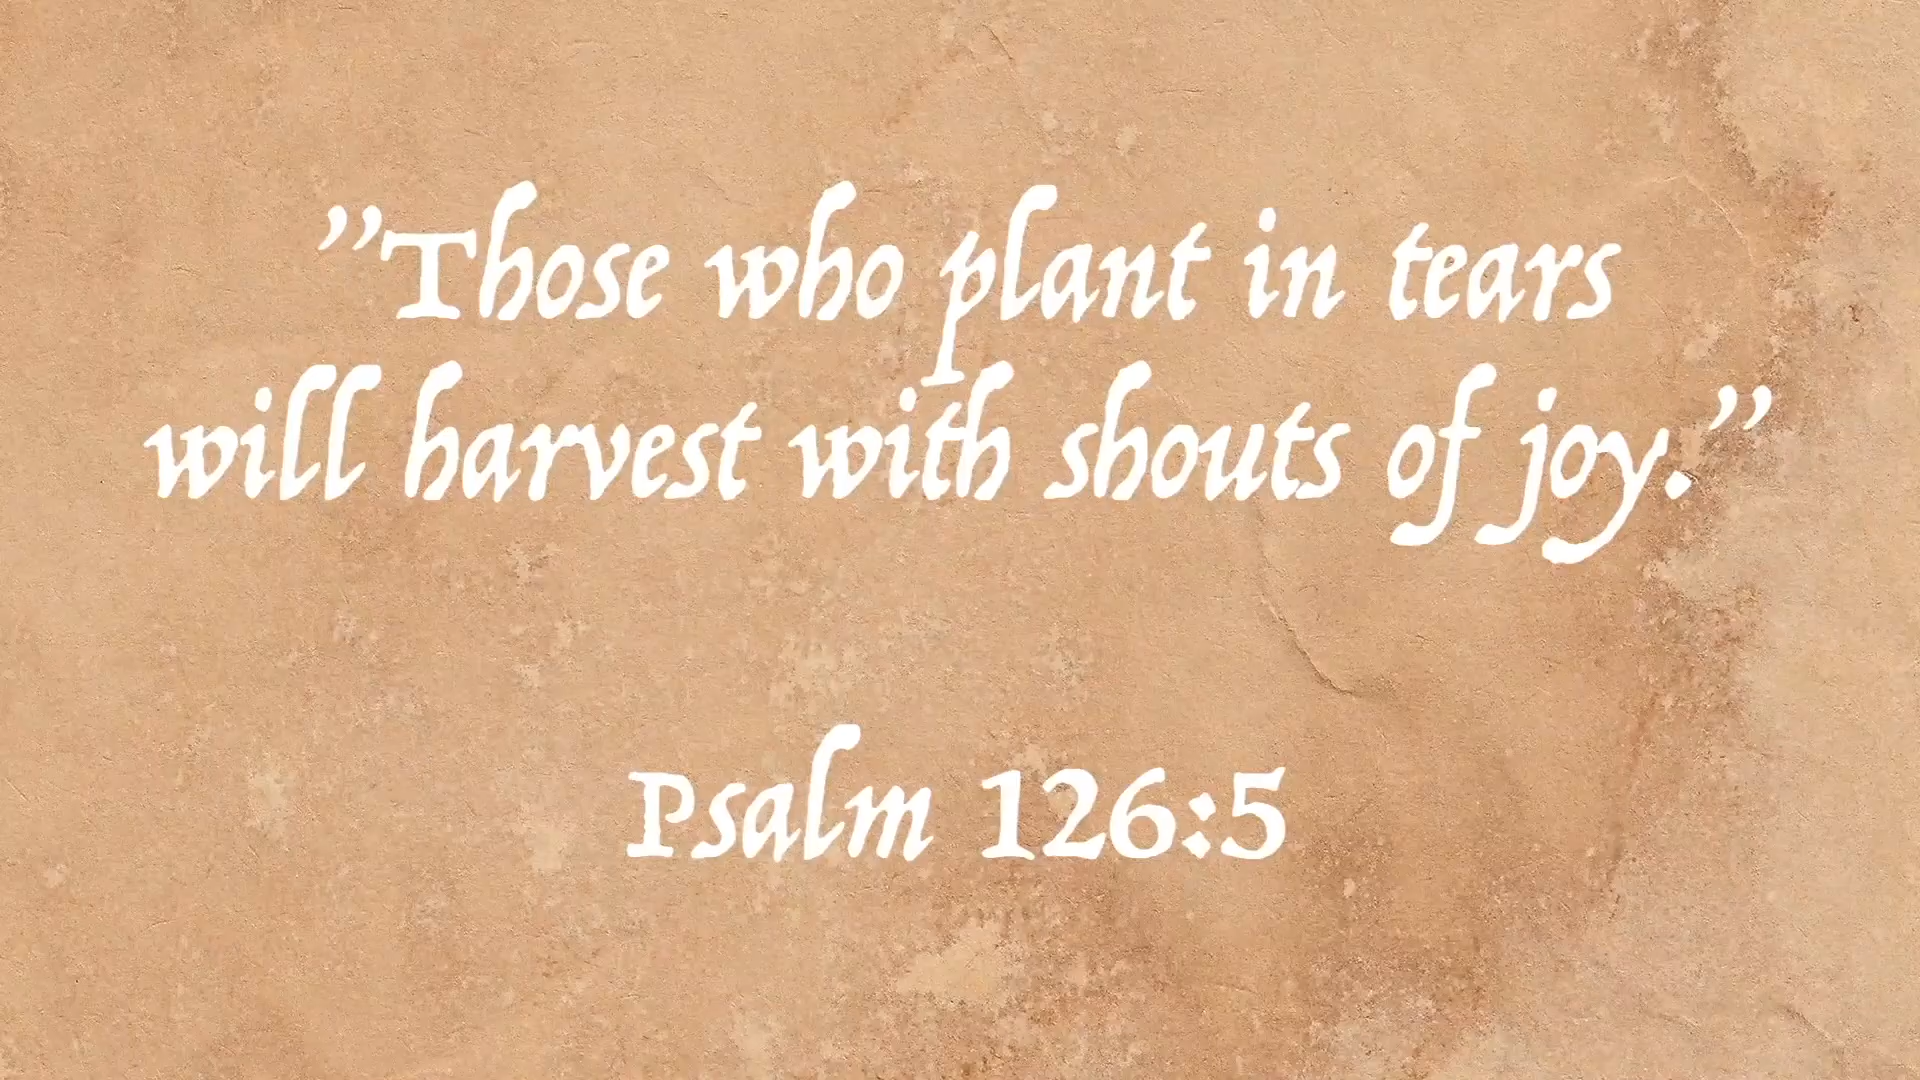 "Those who plant in tears
will harvest with shouts of joy."
Psalm 126:5